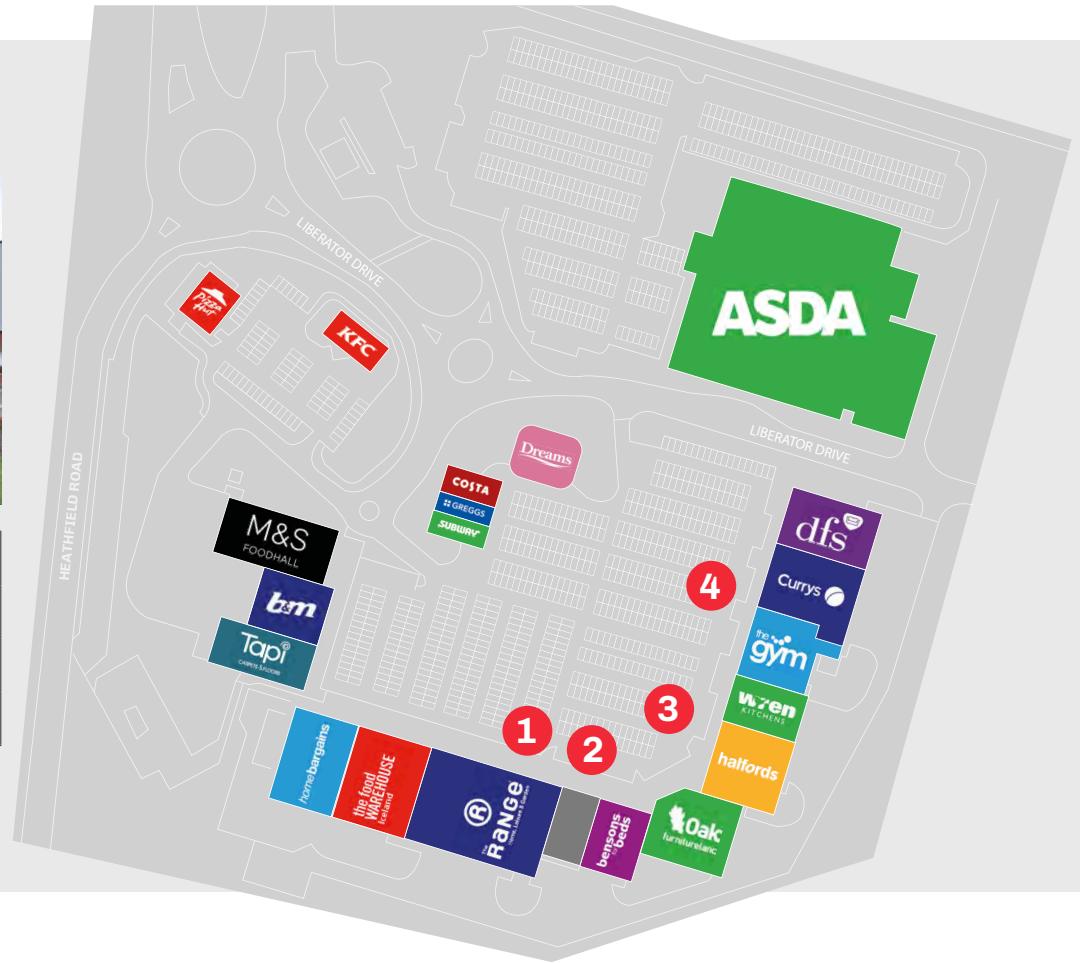 LIBERATOR DRIVE
Pizza
Hut
KFC
ASDA
LIBERATOR DRIVE
HEATHFIELD ROAD
Dreams
COSTA
GREGGS
SUBWAY
M&S
FOODHALL
b&m
Tapi
CARPETS & FLOORS
dfs
Currys
the
gym
wren
KITCHENS
halfords
4
3
1
2
homebargains
the food
WAREHOUSE
Iceland
R
THE RANGE
Home, Leisure & Garden
bensons
for beds
Oak
furnitureland